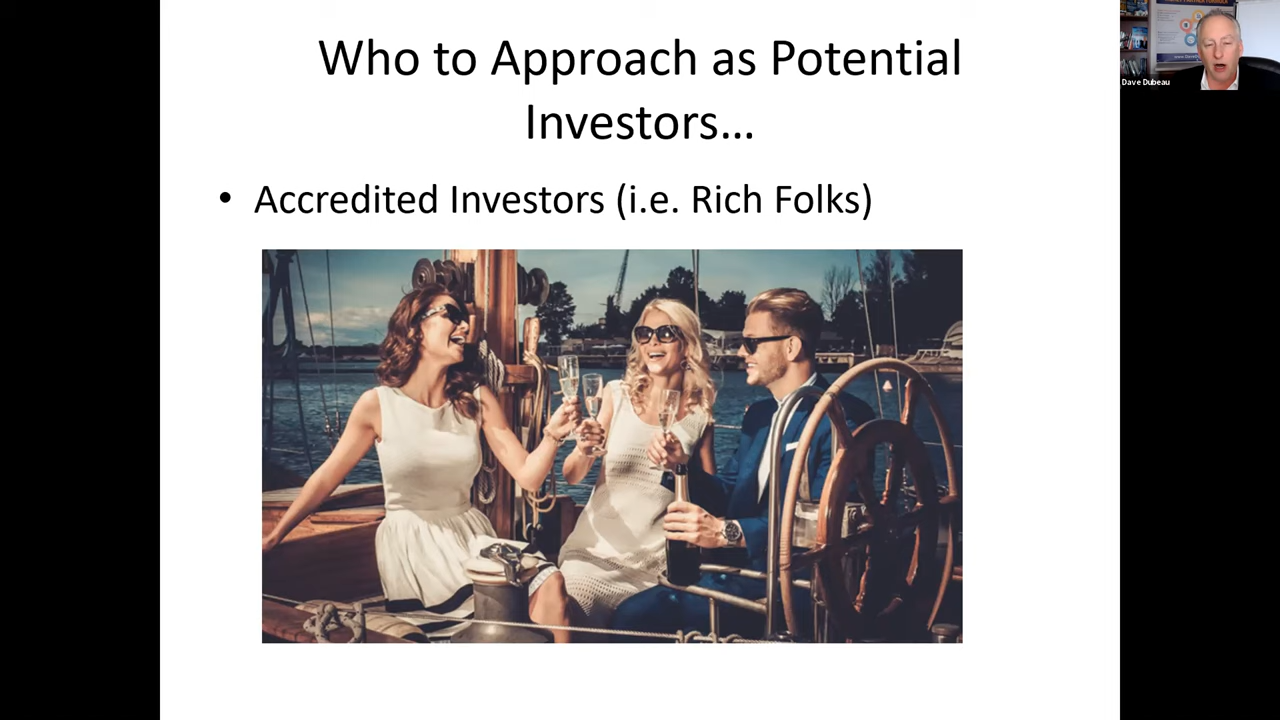 Who to Approach as Potential
Investors…
• Accredited Investors (i.e. Rich Folks)
Dave Dubeau